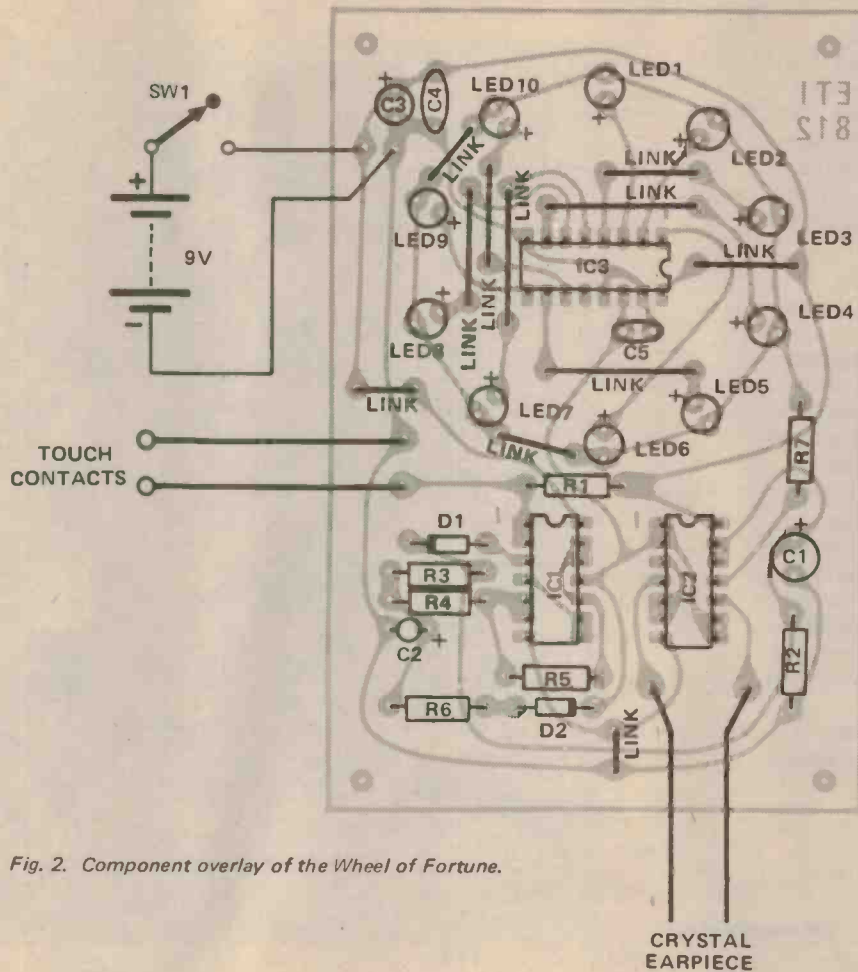 SW1
+
9V
-
TOUCH
CONTACTS
ETI
812
+
C3
C4
LED10
+
LED1
+
LED2
+
LINK
LINK
LINK
LINK
LED9
+
LED3
+
IC3
LINK
LINK
LINK
LED4
+
LED8
+
C5
LINK
LED5
+
LINK
LED7
+
LED6
+
LINK
R1
R7
D1
R3
R4
C2
+
IC1
IC2
+
C1
R5
R6
D2
R2
LINK
Fig. 2. Component overlay of the Wheel of Fortune.
CRYSTAL
EARPIECE